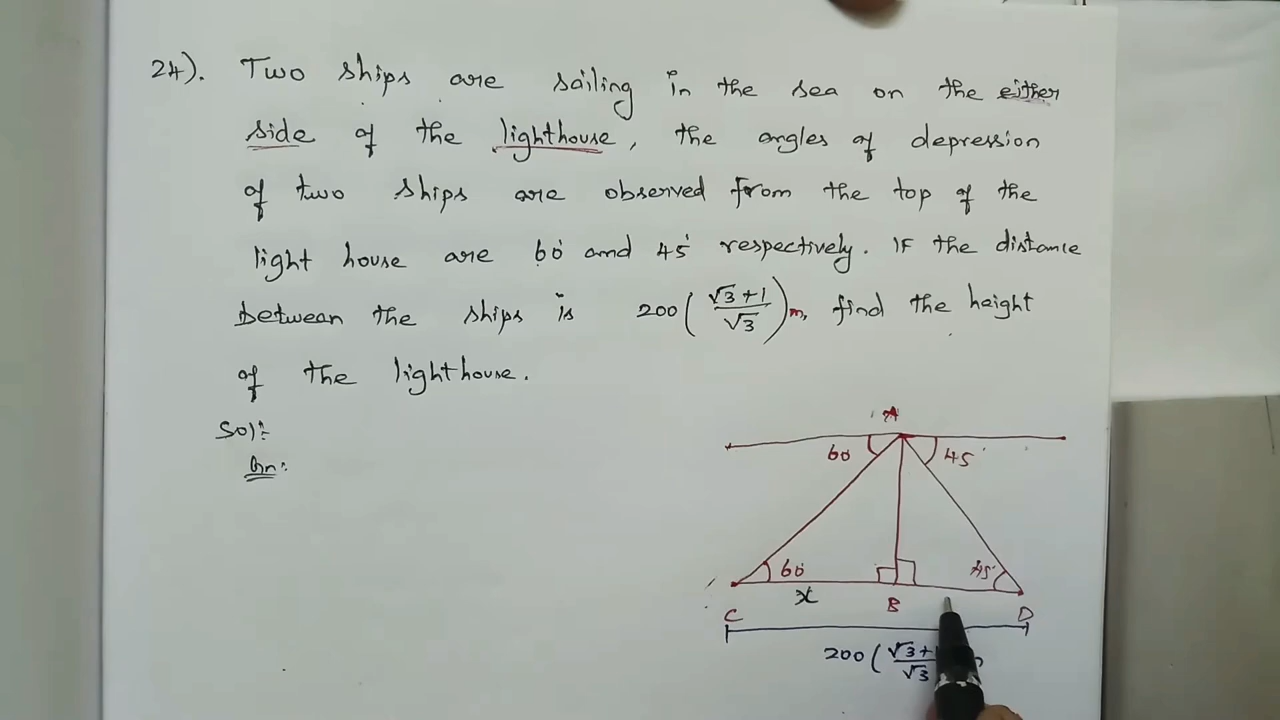 24). Two ships are sailing in the sea on the either
side of the lighthouse, the angles of depression
of two ships are observed from the top of the
light house are 60° and 45° respectively. If the distance
between the ships is 200 (√3+1/√3)m, find the height
of the lighthouse.
Sol:
Gn:
A
60° 45°
60° 45°
x B
C D
200 (√3+ /√3